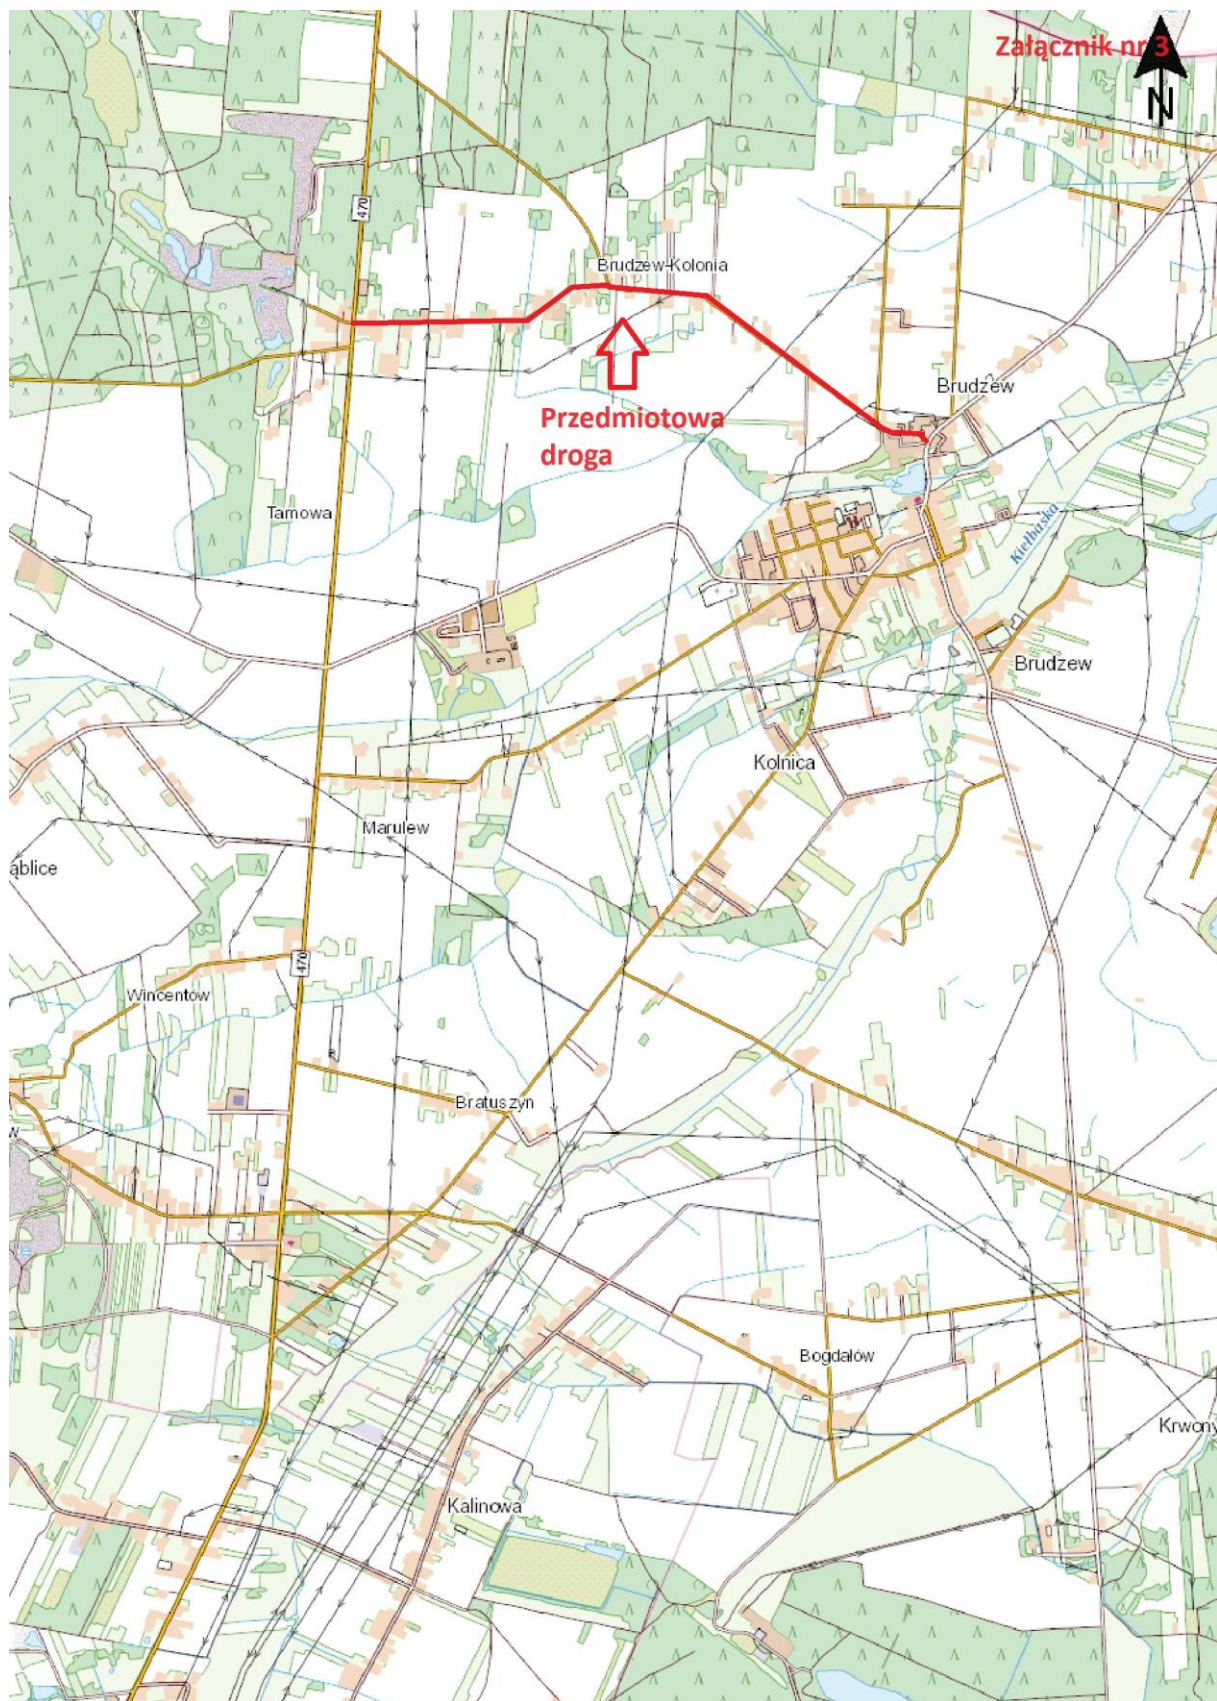 Załącznik nr 3
N
470
Brudzew-Kolonia
Brudzew
Przedmiotowa
droga
Tarnowa
Kiełbaska
Brudzew
Kolnica
Marulew
ąblice
470
Wincentów
Bratuszyn
w
Bogdałów
Krwony
Kalinowa